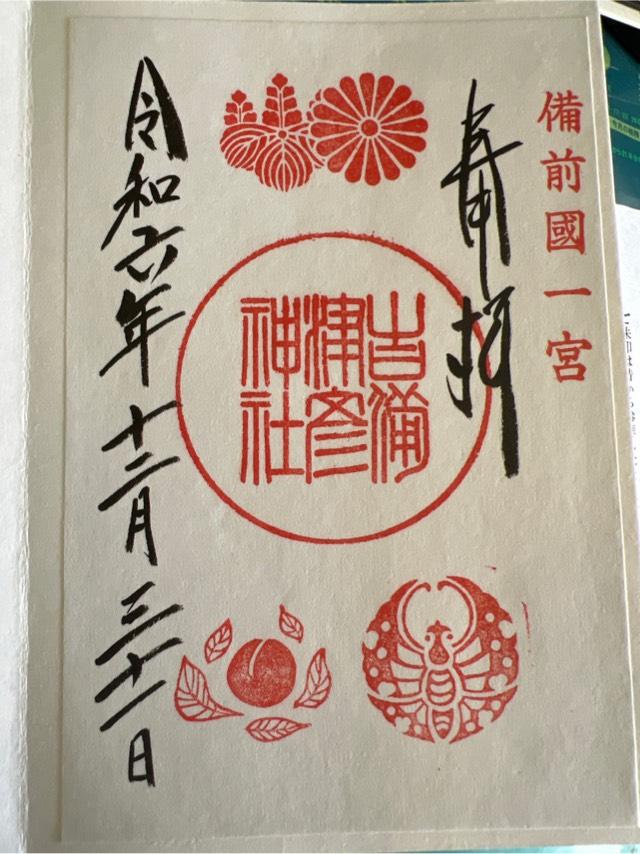 備前國一宮
奉拝
吉備
津彦
神社
令和六年十二月三十一日